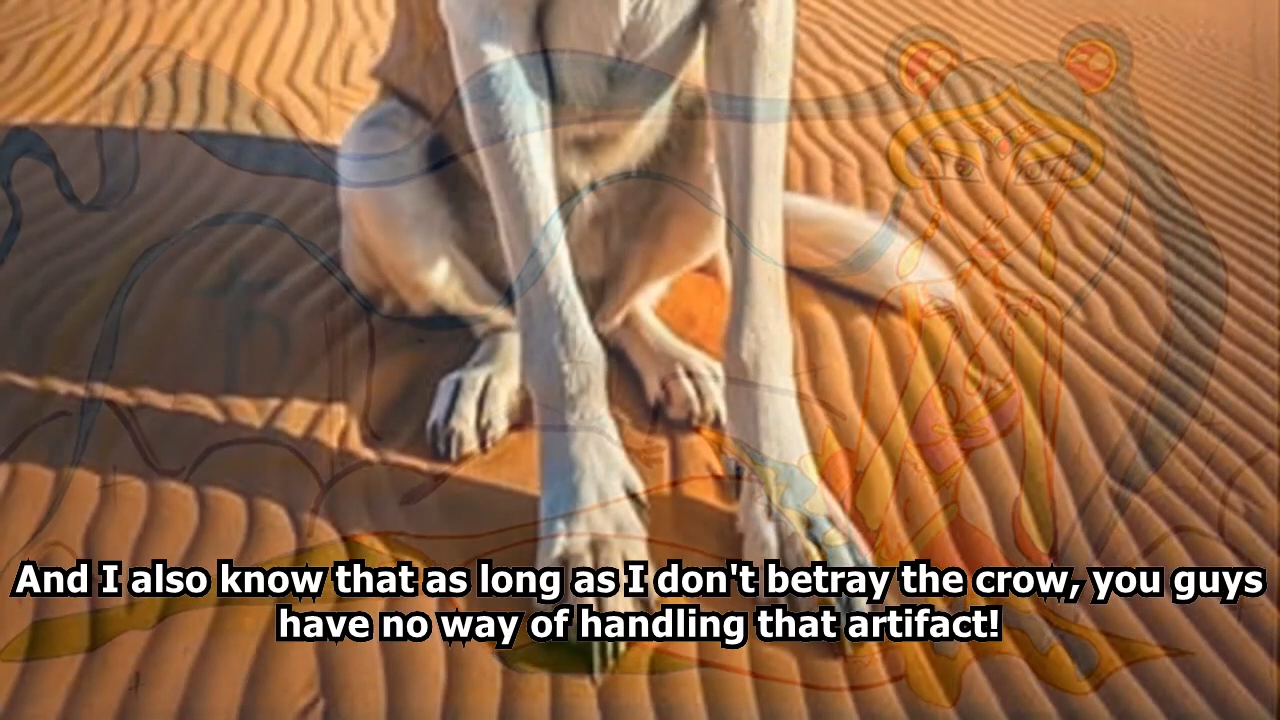 And I also know that as long as I don't betray the crow, you guys
have no way of handling that artifact!